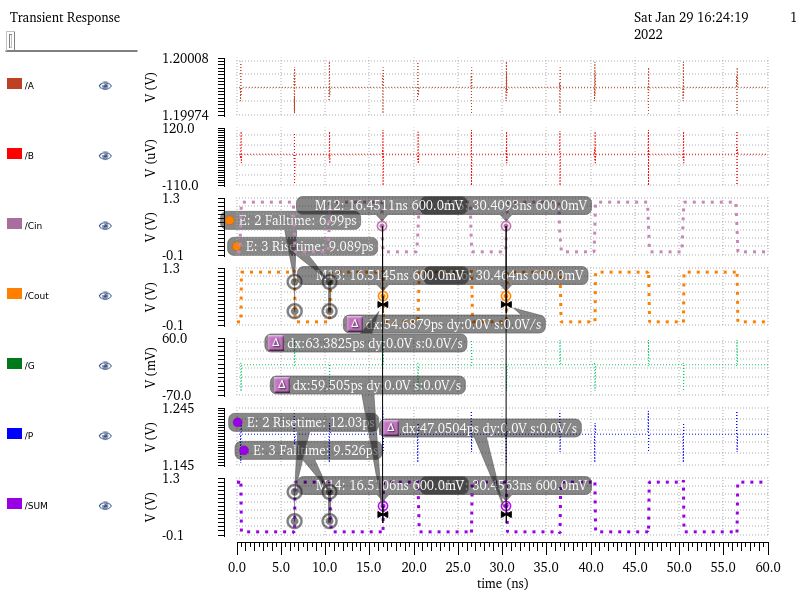 Transient Response
Sat Jan 29 16:24:19 2022
1
/A
V (V)
1.20008
1.19974
/B
V (uV)
120.0
-110.0
/Cin
V (V)
1.3
-0.1
M12: 16.4511ns 600.0mV
30.4093ns 600.0mV
E: 2 Falltime: 6.99ps
E: 3 Risetime: 9.089ps
/Cout
V (V)
1.3
-0.1
M13: 16.5145ns 600.0mV
30.464ns 600.0mV
dx:54.6879ps dy:0.0V s:0.0V/s
dx:63.3825ps dy:0.0V s:0.0V/s
/G
V (mV)
60.0
-70.0
dx:59.505ps dy:0.0V s:0.0V/s
/P
V (V)
1.245
1.145
E: 2 Risetime: 12.03ps
dx:47.0504ps dy:0.0V s:0.0V/s
E: 3 Falltime: 9.526ps
/SUM
V (V)
1.3
-0.1
M14: 16.5106ns 600.0mV
30.4563ns 600.0mV
0.0 5.0 10.0 15.0 20.0 25.0 30.0 35.0 40.0 45.0 50.0 55.0 60.0
time (ns)